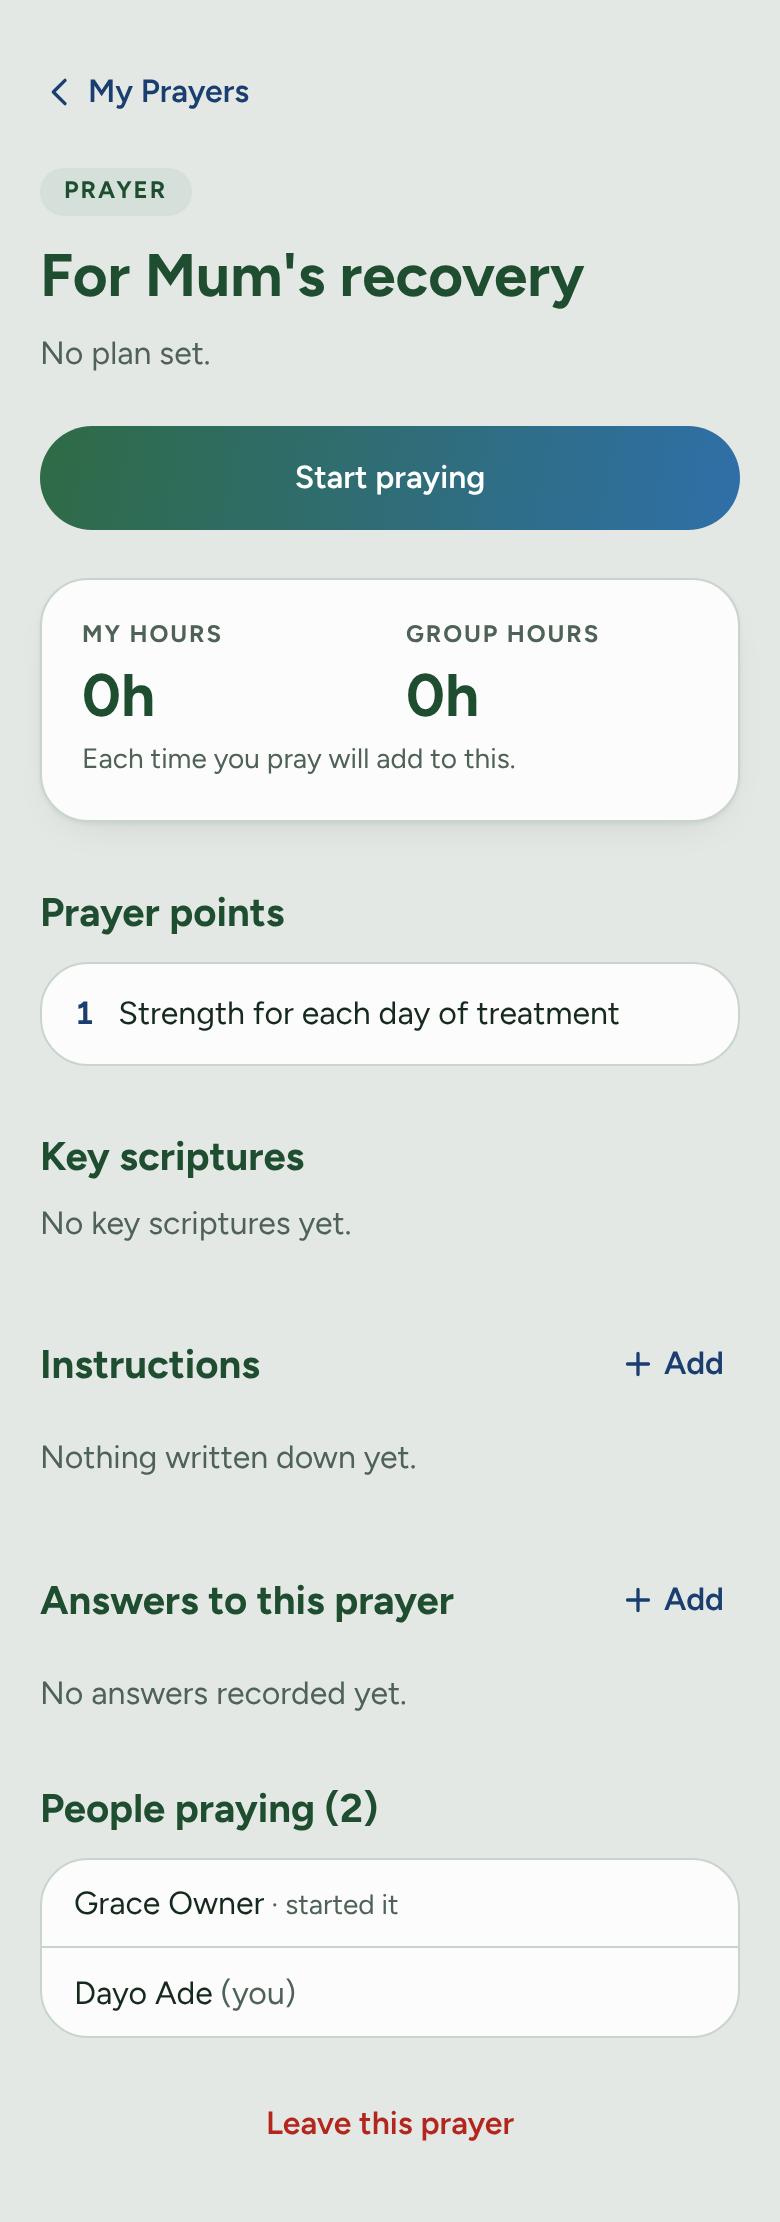 My Prayers
PRAYER
For Mum's recovery
No plan set.
Start praying
MY HOURS GROUP HOURS
0h 0h
Each time you pray will add to this.
Prayer points
1 Strength for each day of treatment
Key scriptures
No key scriptures yet.
Instructions + Add
Nothing written down yet.
Answers to this prayer + Add
No answers recorded yet.
People praying (2)
Grace Owner · started it
Dayo Ade (you)
Leave this prayer